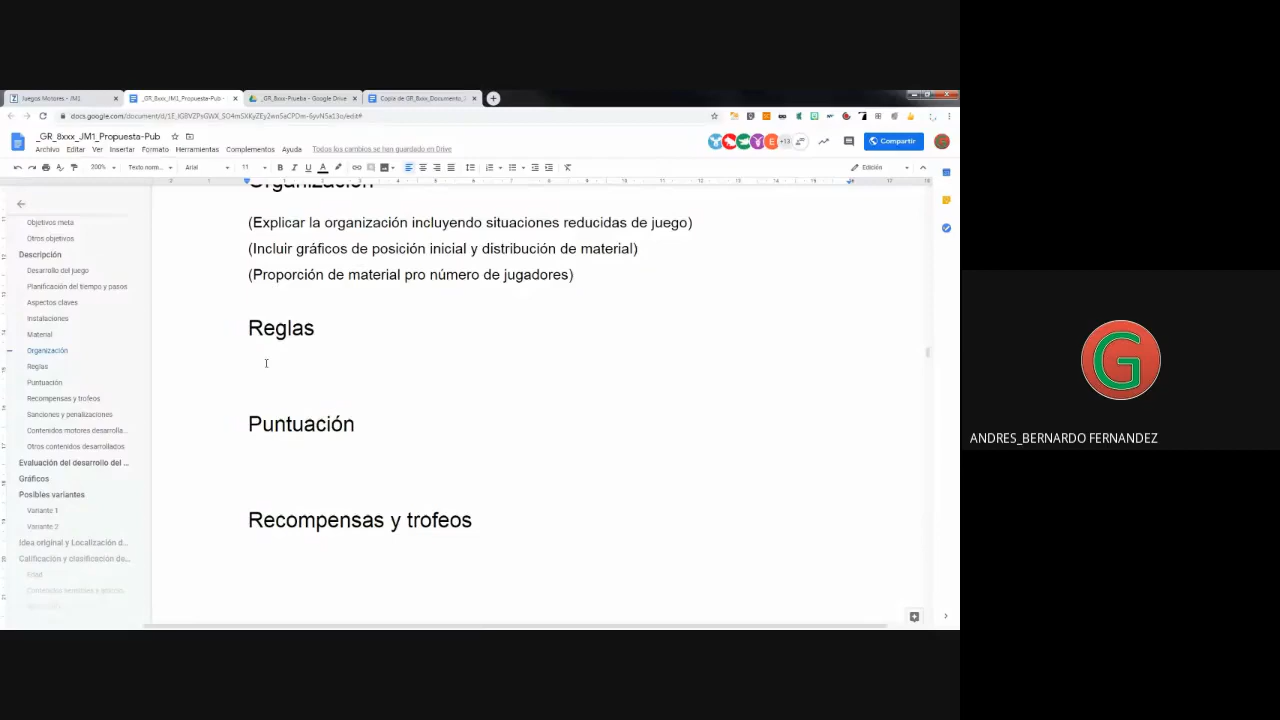 Juegos Motores - JM1
_GR_8xxx_JM1_Propuesta-Pub -
_GR_8xxx-Prueba - Google Drive
Copia de GR_8xxx_Documento_
_GR_8xxx_JM1_Propuesta-Pub
Archivo Editar Ver Insertar Formato Herramientas Complementos Ayuda Todos los cambios se han guardado en Drive
+13
Compartir
200% Texto norm... Arial 11 Edición
Organización
(Explicar la organización incluyendo situaciones reducidas de juego)
(Incluir gráficos de posición inicial y distribución de material)
(Proporción de material pro número de jugadores)
Reglas
Puntuación
Recompensas y trofeos
Objetivos meta
Otros objetivos
Descripción
Desarrollo del juego
Planificación del tiempo y pasos
Aspectos claves
Instalaciones
Material
Organización
Reglas
Puntuación
Recompensas y trofeos
Sanciones y penalizaciones
Contenidos motores desarrolla...
Otros contenidos desarrollados
Evaluación del desarrollo del ...
Gráficos
Posibles variantes
Variante 1
Variante 2
Idea original y Localización d...
Calificación y clasificación de...
Edad
G
ANDRES_BERNARDO FERNANDEZ